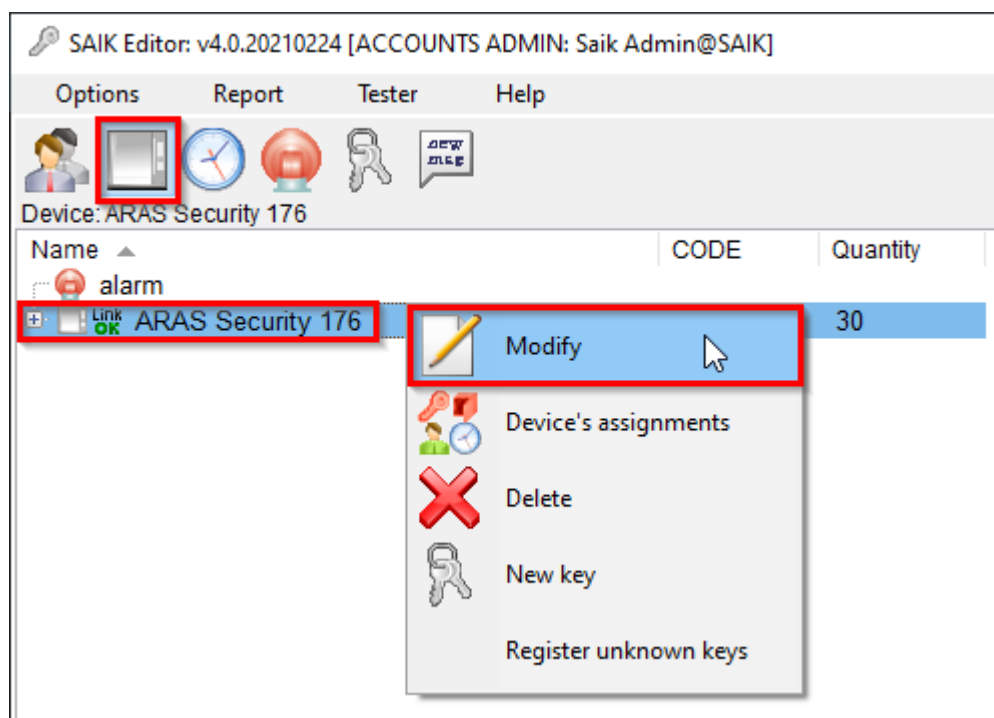 SAIK Editor: v4.0.20210224 [ACCOUNTS ADMIN: Saik Admin@SAIK]
Options Report Tester Help
new
msg
Device: ARAS Security 176
Name CODE Quantity
alarm
Link
OK
ARAS Security 176 30
Modify
Device's assignments
Delete
New key
Register unknown keys